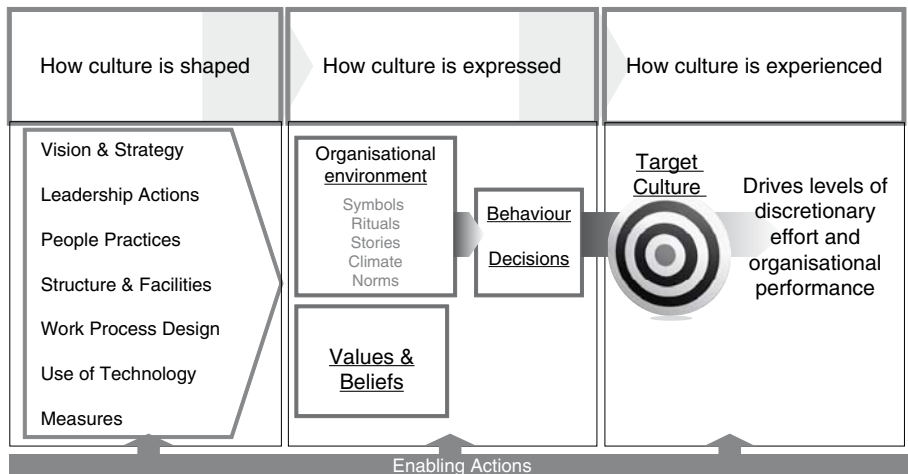 How culture is shaped
How culture is expressed
How culture is experienced
Vision & Strategy
Leadership Actions
People Practices
Structure & Facilities
Work Process Design
Use of Technology
Measures
Organisational
environment
Symbols
Rituals
Stories
Climate
Norms
Values &
Beliefs
Behaviour
Decisions
Target
Culture
Drives levels of
discretionary
effort and
organisational
performance
Enabling Actions